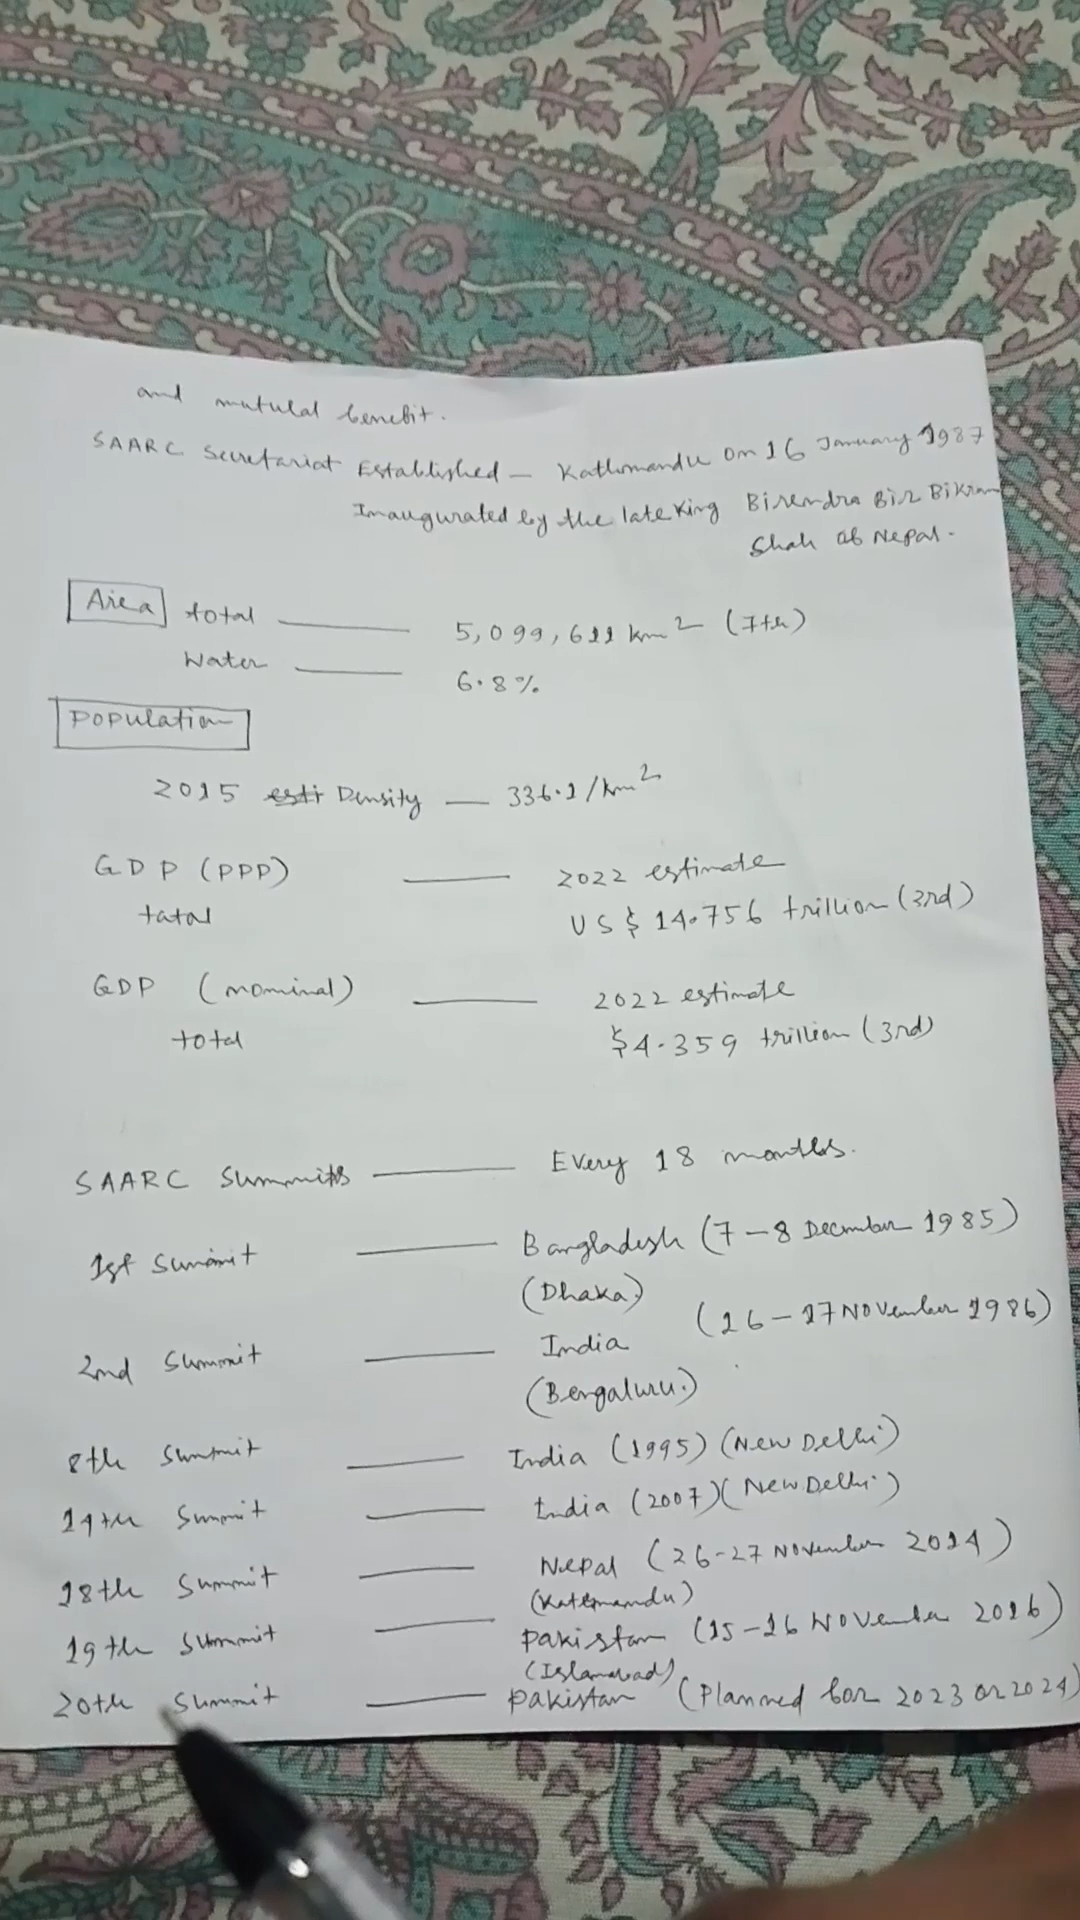 and mutulal benefit.
SAARC Secretariat Established — Kathmandu on 16 January 1987
Inaugurated by the late King Birendra Bir Bikram
Shah of Nepal.
Area total — 5,099,611 km2 (7th)
Water — 6.8%
Population
2015 esti Density — 336.1/km2
GDP (PPP) — 2022 estimate
tatal US $ 14.756 trillion (3rd)
GDP (nominal) — 2022 estimate
total $4.359 trillion (3rd)
SAARC Summits — Every 18 months.
1st Summit — Bangladesh (7-8 December 1985)
(Dhaka)
2nd Summit — India (16-17 November 1986)
(Bengaluru.)
8th Summit — India (1995) (New Delhi)
14th Summit — India (2007) (New Delhi)
18th Summit — Nepal (26-27 November 2014)
(Katmandu)
19th Summit — Pakistan (15-16 November 2016)
(Islamabad)
20th Summit — Pakistan (Planned for 2023 or 2024)